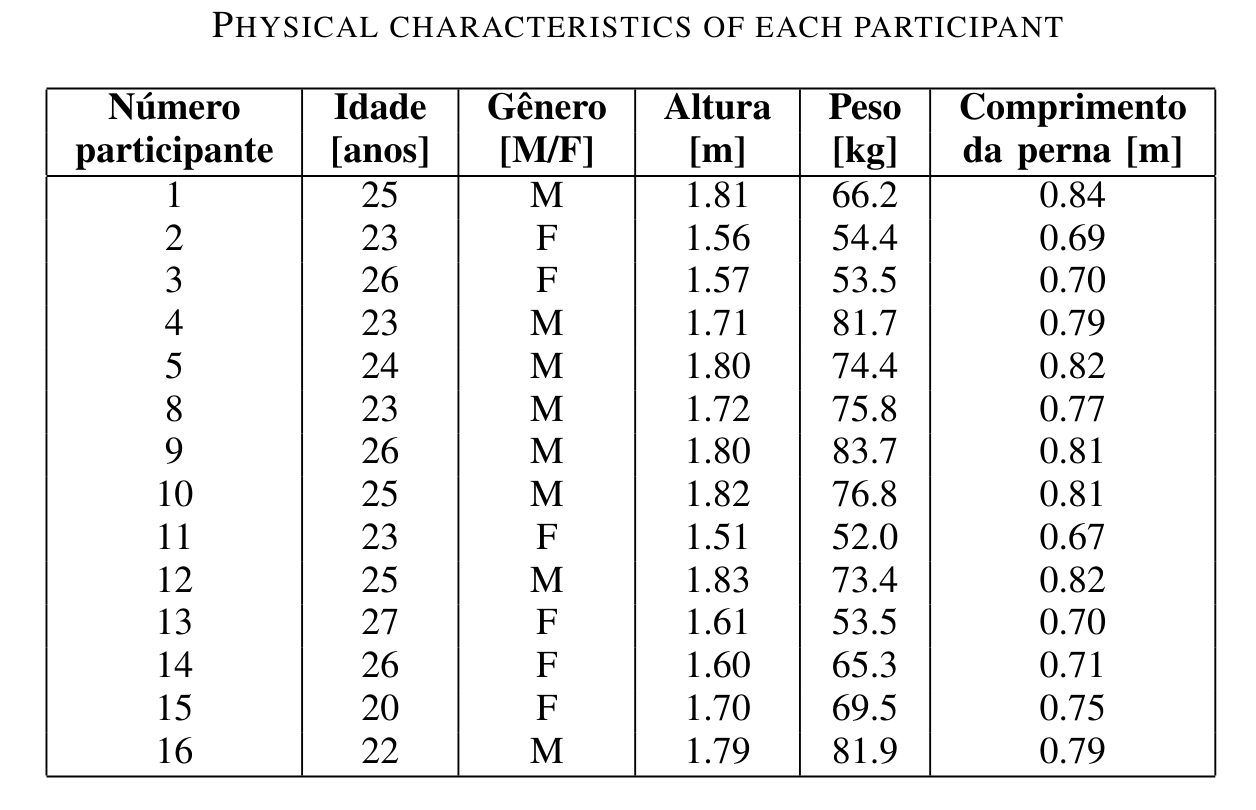 PHYSICAL CHARACTERISTICS OF EACH PARTICIPANT
Número participante Idade [anos] Gênero [M/F] Altura [m] Peso [kg] Comprimento da perna [m]
1 25 M 1.81 66.2 0.84
2 23 F 1.56 54.4 0.69
3 26 F 1.57 53.5 0.70
4 23 M 1.71 81.7 0.79
5 24 M 1.80 74.4 0.82
8 23 M 1.72 75.8 0.77
9 26 M 1.80 83.7 0.81
10 25 M 1.82 76.8 0.81
11 23 F 1.51 52.0 0.67
12 25 M 1.83 73.4 0.82
13 27 F 1.61 53.5 0.70
14 26 F 1.60 65.3 0.71
15 20 F 1.70 69.5 0.75
16 22 M 1.79 81.9 0.79